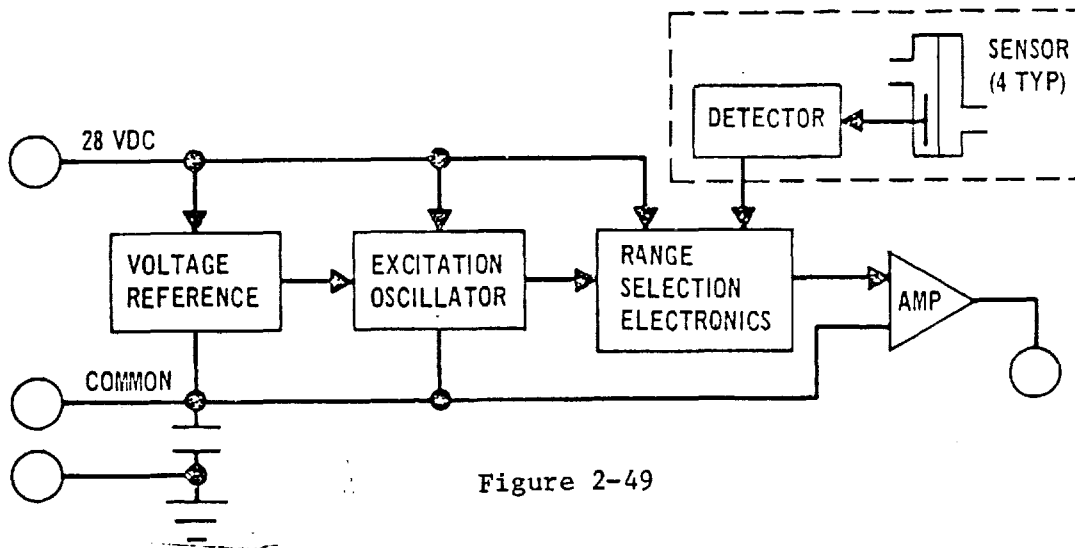 SENSOR
(4 TYP)
DETECTOR
28 VDC
VOLTAGE
REFERENCE
EXCITATION
OSCILLATOR
RANGE
SELECTION
ELECTRONICS
AMP
COMMON
Figure 2-49